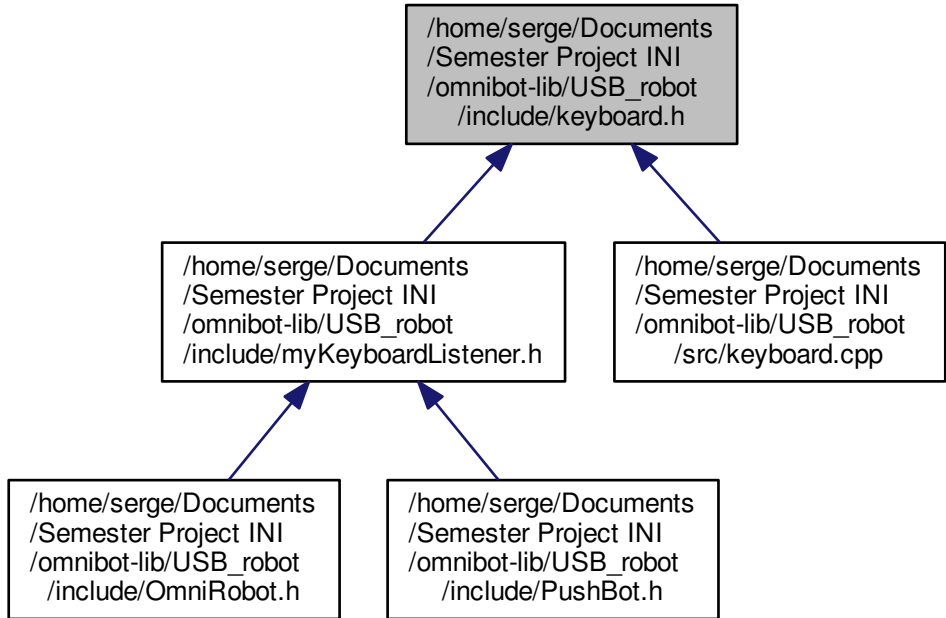 /home/serge/Documents
/Semester Project INI
/omnibot-lib/USB_robot
/include/keyboard.h
/home/serge/Documents
/Semester Project INI
/omnibot-lib/USB_robot
/include/myKeyboardListener.h
/home/serge/Documents
/Semester Project INI
/omnibot-lib/USB_robot
/src/keyboard.cpp
/home/serge/Documents
/Semester Project INI
/omnibot-lib/USB_robot
/include/OmniRobot.h
/home/serge/Documents
/Semester Project INI
/omnibot-lib/USB_robot
/include/PushBot.h